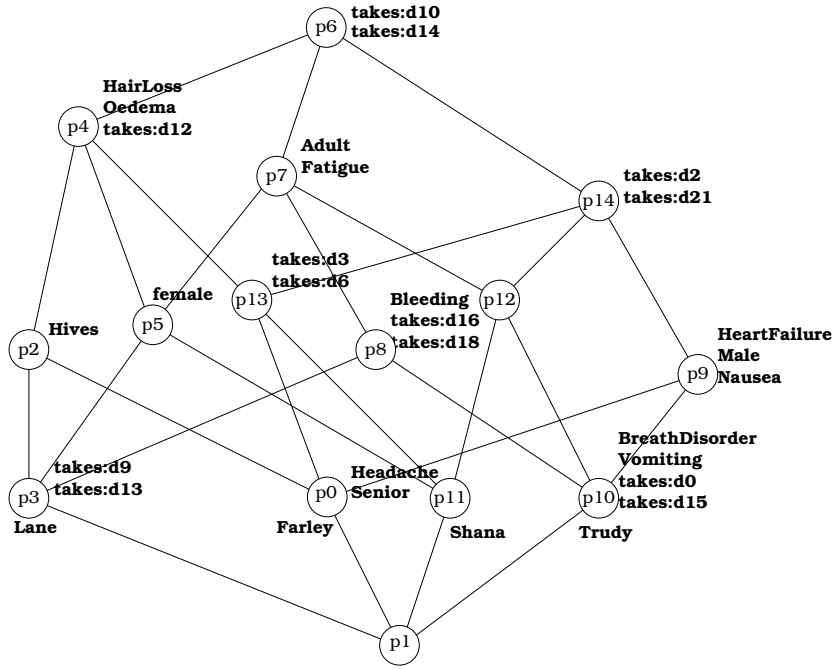 p6
takes:d10
takes:d14
HairLoss
Oedema
takes:d12
p4
Adult
Fatigue
p7
takes:d2
takes:d21
p14
takes:d3
takes:d6
p13
female
p5
Bleeding
takes:d16
takes:d18
p12
p8
Hives
p2
HeartFailure
Male
Nausea
p9
BreathDisorder
Vomiting
takes:d0
takes:d15
p10
Trudy
takes:d9
takes:d13
p3
Lane
Headache
Senior
p0
Farley
p11
Shana
p1